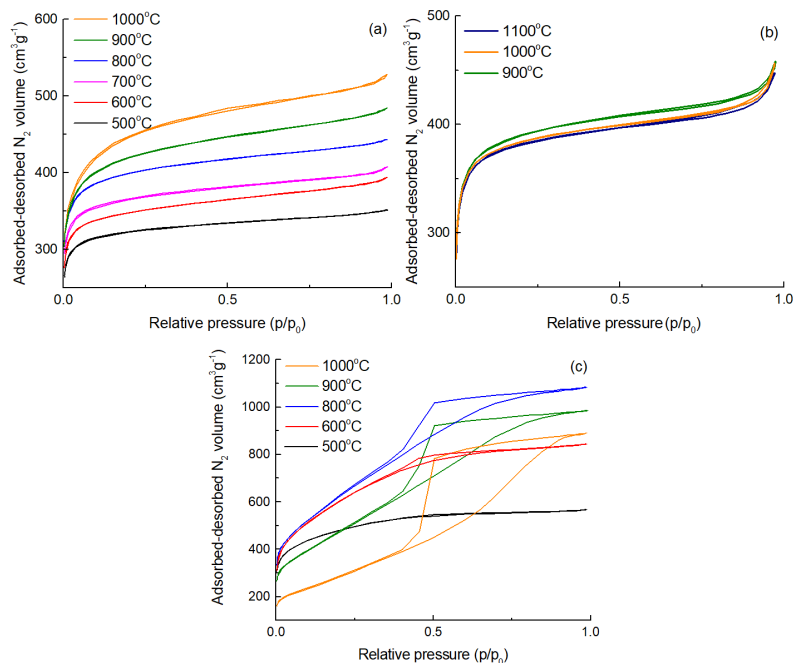 (a)
1000°C
900°C
800°C
700°C
600°C
500°C
600
500
400
300
0.0
0.5
1.0
Adsorbed-desorbed N₂ volume (cm³g⁻¹)
Relative pressure (p/p₀)
(b)
1100°C
1000°C
900°C
500
400
300
0.0
0.5
1.0
Adsorbed-desorbed N₂ volume (cm³g⁻¹)
Relative pressure (p/p₀)
(c)
1000°C
900°C
800°C
600°C
500°C
1200
1000
800
600
400
200
0.0
0.5
1.0
Adsorbed-desorbed N₂ volume (cm³g⁻¹)
Relative pressure (p/p₀)